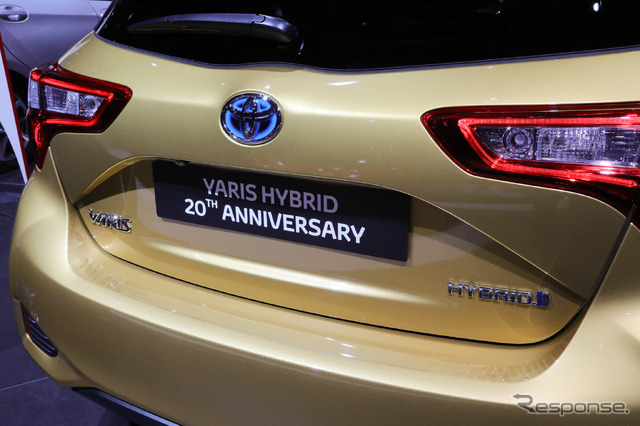 YARIS HYBRID
20TH ANNIVERSARY
YARIS
HYBRID
Response.